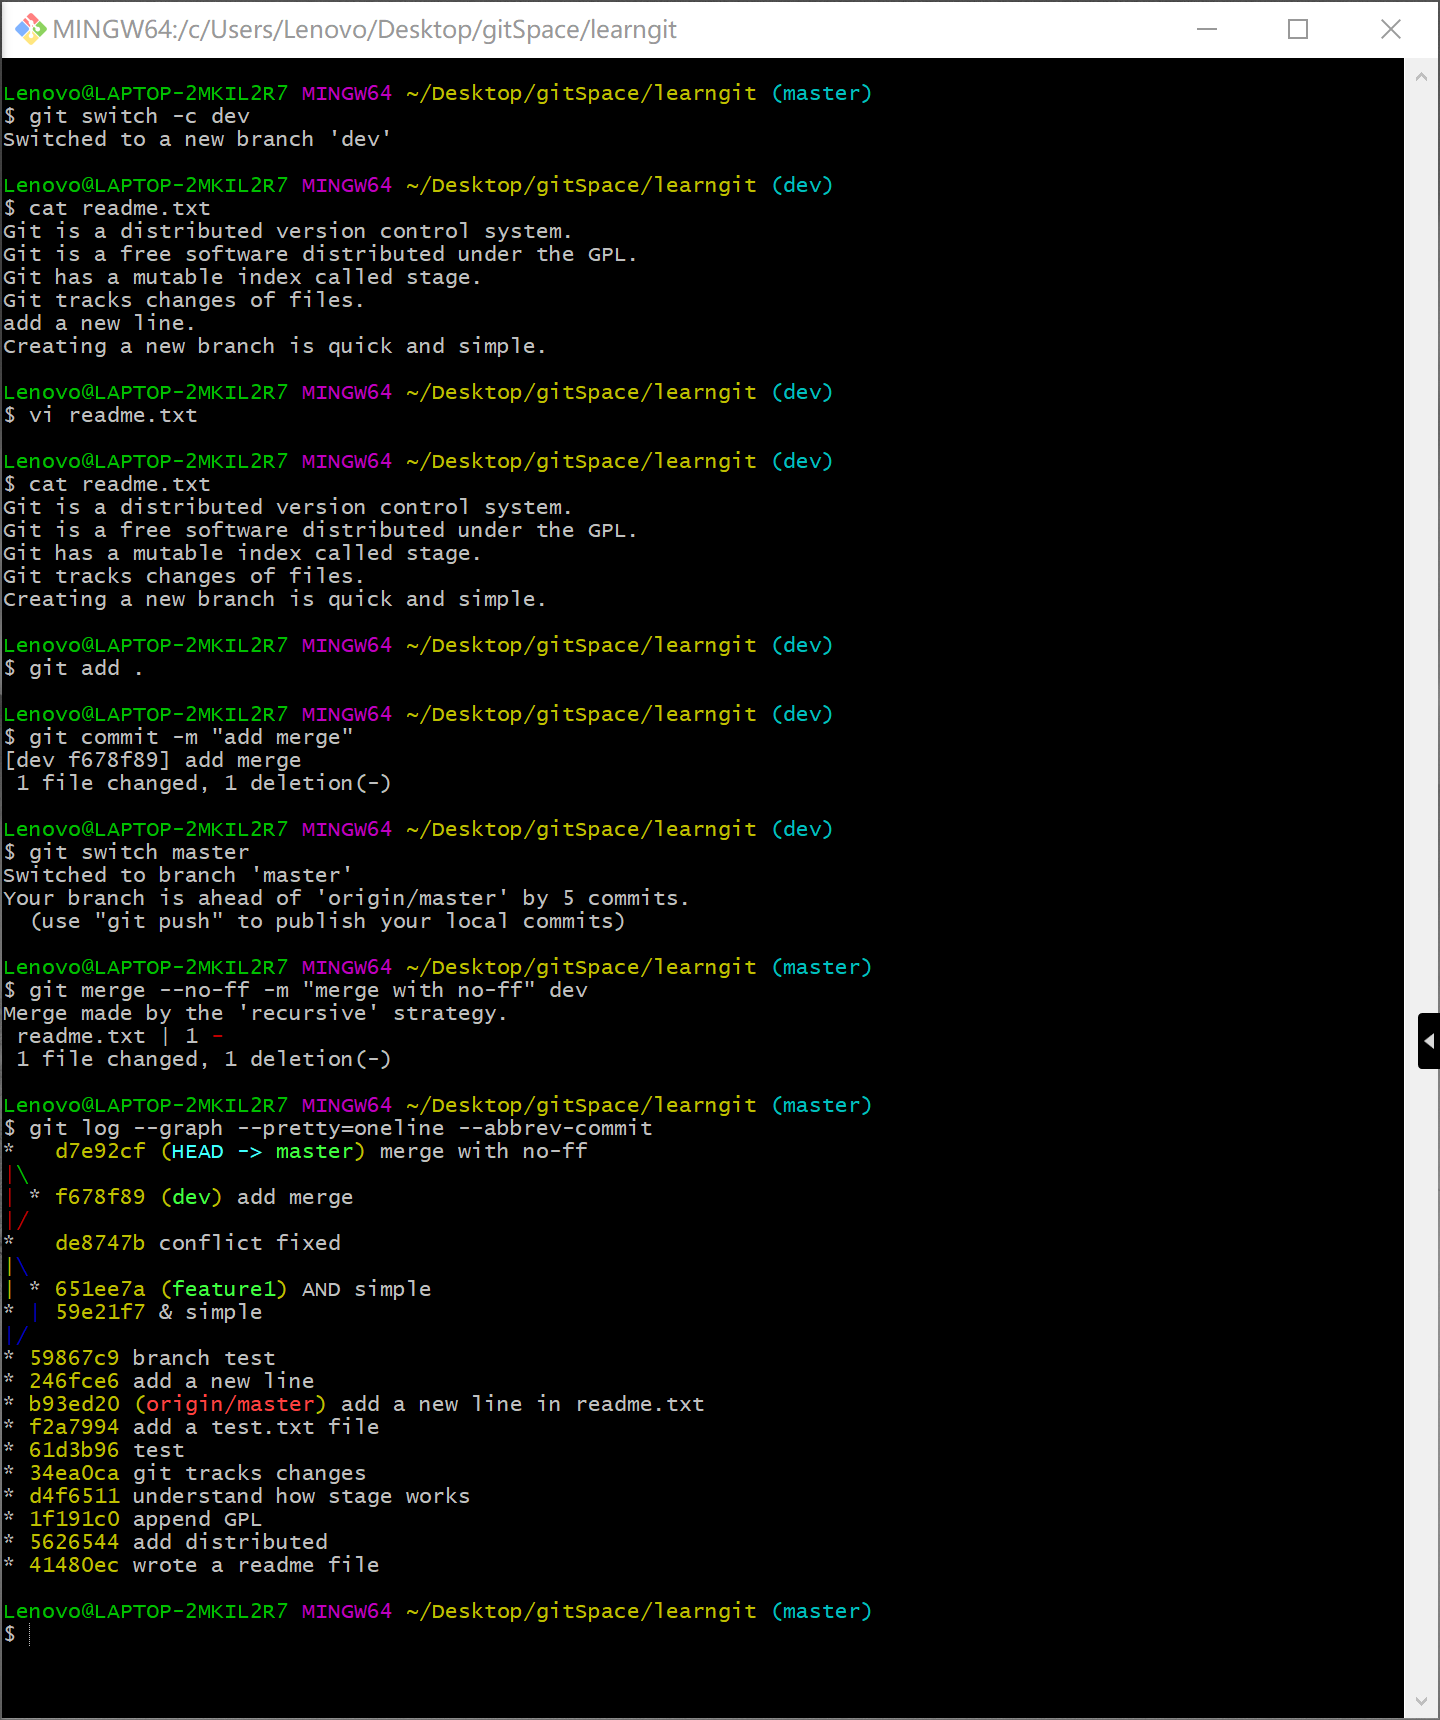 MINGW64:/c/Users/Lenovo/Desktop/gitSpace/learngit
Lenovo@LAPTOP-2MKIL2R7 MINGW64 ~/Desktop/gitSpace/learngit (master)
$ git switch -c dev
Switched to a new branch 'dev'
Lenovo@LAPTOP-2MKIL2R7 MINGW64 ~/Desktop/gitSpace/learngit (dev)
$ cat readme.txt
Git is a distributed version control system.
Git is a free software distributed under the GPL.
Git has a mutable index called stage.
Git tracks changes of files.
add a new line.
Creating a new branch is quick and simple.
Lenovo@LAPTOP-2MKIL2R7 MINGW64 ~/Desktop/gitSpace/learngit (dev)
$ vi readme.txt
Lenovo@LAPTOP-2MKIL2R7 MINGW64 ~/Desktop/gitSpace/learngit (dev)
$ cat readme.txt
Git is a distributed version control system.
Git is a free software distributed under the GPL.
Git has a mutable index called stage.
Git tracks changes of files.
Creating a new branch is quick and simple.
Lenovo@LAPTOP-2MKIL2R7 MINGW64 ~/Desktop/gitSpace/learngit (dev)
$ git add .
Lenovo@LAPTOP-2MKIL2R7 MINGW64 ~/Desktop/gitSpace/learngit (dev)
$ git commit -m "add merge"
[dev f678f89] add merge
 1 file changed, 1 deletion(-)
Lenovo@LAPTOP-2MKIL2R7 MINGW64 ~/Desktop/gitSpace/learngit (dev)
$ git switch master
Switched to branch 'master'
Your branch is ahead of 'origin/master' by 5 commits.
  (use "git push" to publish your local commits)
Lenovo@LAPTOP-2MKIL2R7 MINGW64 ~/Desktop/gitSpace/learngit (master)
$ git merge --no-ff -m "merge with no-ff" dev
Merge made by the 'recursive' strategy.
 readme.txt | 1 -
 1 file changed, 1 deletion(-)
Lenovo@LAPTOP-2MKIL2R7 MINGW64 ~/Desktop/gitSpace/learngit (master)
$ git log --graph --pretty=oneline --abbrev-commit
*   d7e92cf (HEAD -> master) merge with no-ff
|\
| * f678f89 (dev) add merge
|/
*   de8747b conflict fixed
|\
| * 651ee7a (feature1) AND simple
* | 59e21f7 & simple
|/
* 59867c9 branch test
* 246fce6 add a new line
* b93ed20 (origin/master) add a new line in readme.txt
* f2a7994 add a test.txt file
* 61d3b96 test
* 34ea0ca git tracks changes
* d4f6511 understand how stage works
* 1f191c0 append GPL
* 5626544 add distributed
* 41480ec wrote a readme file
Lenovo@LAPTOP-2MKIL2R7 MINGW64 ~/Desktop/gitSpace/learngit (master)
$